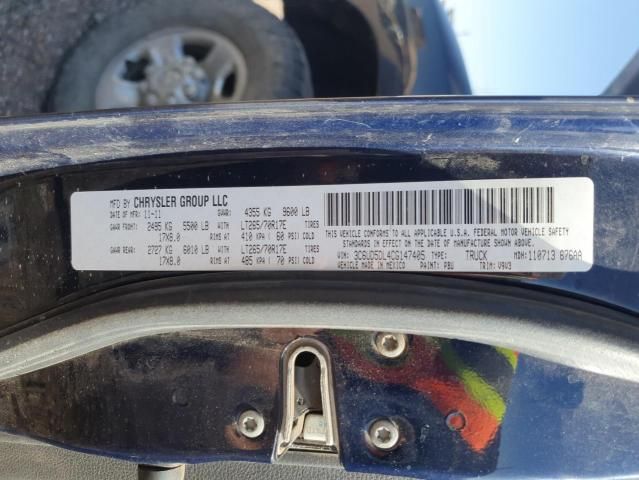 MFD BY CHRYSLER GROUP LLC
DATE OF MFR: 11-11 GVWR: 4355 KG 9600 LB
GAWR FRONT: 2495 KG 5500 LB WITH LT265/70R17E TIRES
17X8.0 RIMS AT 410 KPA ( 60 PSI) COLD
GAWR REAR: 2727 KG 6010 LB WITH LT265/70R17E TIRES
17X8.0 RIMS AT 485 KPA ( 70 PSI) COLD
THIS VEHICLE CONFORMS TO ALL APPLICABLE U.S.A. FEDERAL MOTOR VEHICLE SAFETY
STANDARDS IN EFFECT ON THE DATE OF MANUFACTURE SHOWN ABOVE.
VIN: 3C6UD5DL4CG147405 TYPE: TRUCK MDH: 110713 876AA
VEHICLE MADE IN MEXICO PAINT: PBU TRIM: V9V3